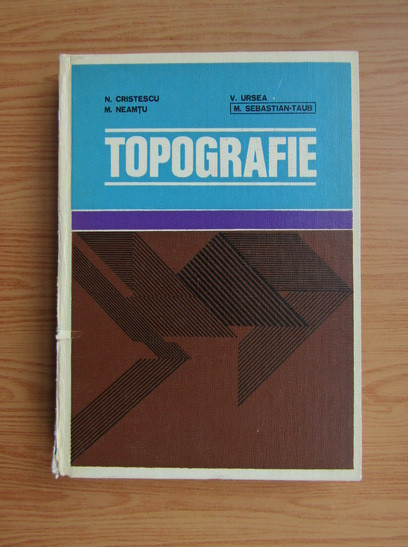 N. CRISTESCU V. URSEA
M. NEAMȚU M. SEBASTIAN-TAUB
TOPOGRAFIE